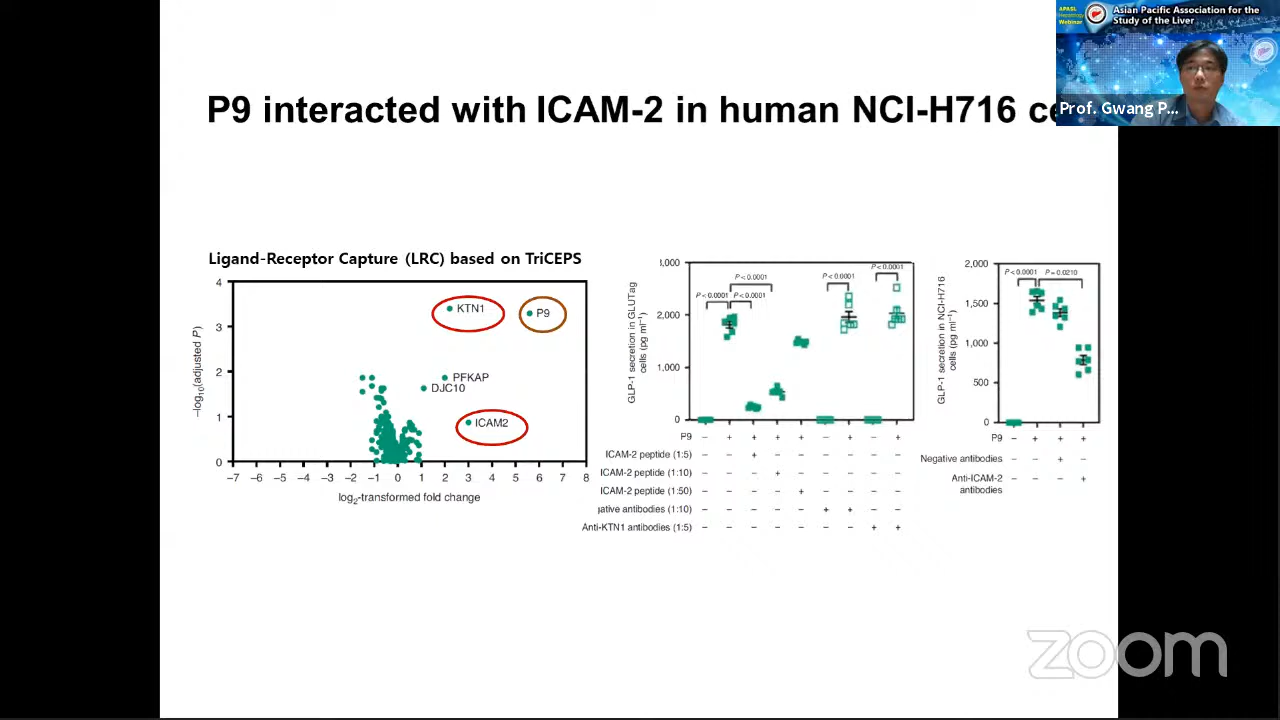 APASL
Hepatology
Webinar
Asian Pacific Association for the
Study of the Liver
Prof. Gwang P...
P9 interacted with ICAM-2 in human NCI-H716
Ligand-Receptor Capture (LRC) based on TriCEPS
–log10(adjusted P)
4
3
2
1
0
KTN1
P9
PFKAP
DJC10
ICAM2
–7 –6 –5 –4 –3 –2 –1 0 1 2 3 4 5 6 7 8
log2-transformed fold change
GLP-1 secretion in GLUTag
cells (pg ml–1)
3,000
2,000
1,000
0
P < 0.0001
P < 0.0001
P < 0.0001
P < 0.0001
P < 0.0001
P9 – + + + + – + – +
ICAM-2 peptide (1:5) – – + – – – – – –
ICAM-2 peptide (1:10) – – – + – – – – –
ICAM-2 peptide (1:50) – – – – + – – – –
gative antibodies (1:10) – – – – – + + – –
Anti-KTN1 antibodies (1:5) – – – – – – – + +
GLP-1 secretion in NCI-H716
cells (pg ml–1)
2,000
1,500
1,000
500
0
P < 0.0001
P = 0.0210
P9 – + + +
Negative antibodies – – + –
Anti-ICAM-2 – – – +
antibodies
zoom